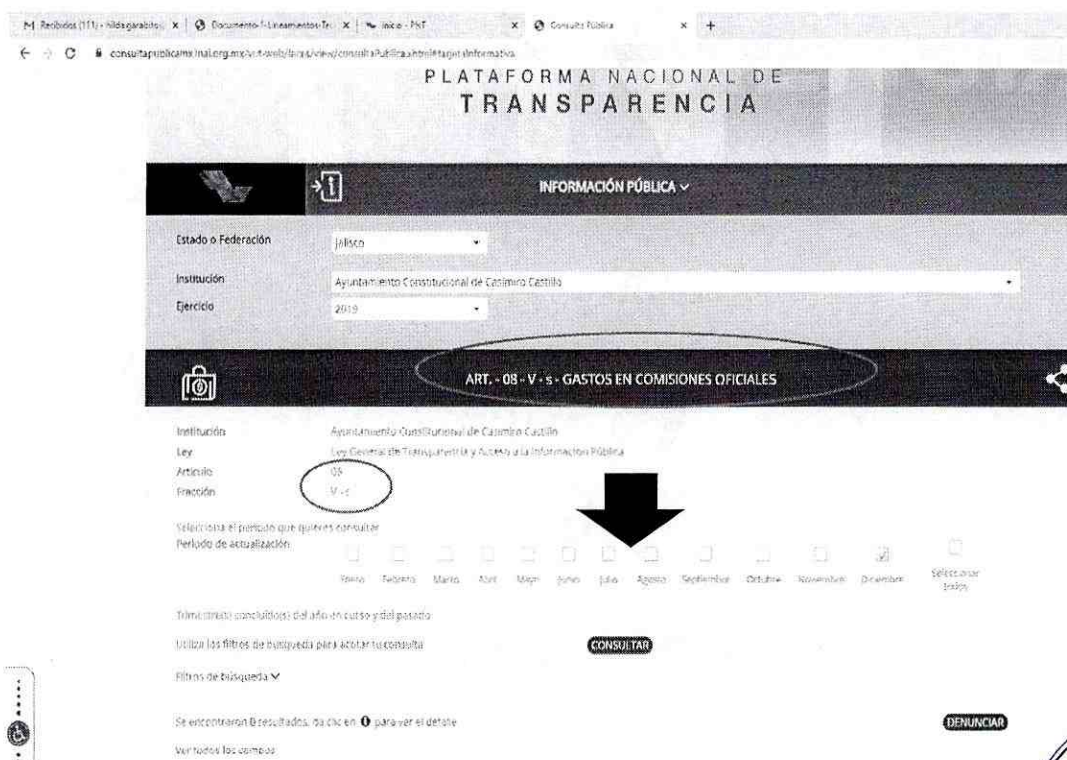 Recibidos (111) - hildagarabitos
Documento-1-Lineamientos-Te
Inicio - PNT
Consulta Pública
consultapublicamx.inai.org.mx/vut-web/faces/view/consultaPublica.xhtml#tarjetaInformativa
PLATAFORMA NACIONAL DE
TRANSPARENCIA
INFORMACIÓN PÚBLICA
Estado o Federación
Jalisco
Institución
Ayuntamiento Constitucional de Casimiro Castillo
Ejercicio
2019
ART. - 08 - V - s - GASTOS EN COMISIONES OFICIALES
Institución
Ayuntamiento Constitucional de Casimiro Castillo
Ley
Ley General de Transparencia y Acceso a la Información Pública
Artículo
08
Fracción
V - s
Selecciona el periodo que quieres consultar
Periodo de actualización
Enero Febrero Marzo Abril Mayo Junio Julio Agosto Septiembre Octubre Noviembre Diciembre Seleccionar
todos
Trimestre(s) concluido(s) del año en curso y del pasado
Utiliza los filtros de búsqueda para acotar tu consulta
CONSULTAR
Filtros de búsqueda
Se encontraron 0 resultados, da clic en para ver el detalle
DENUNCIAR
Ver todos los campos